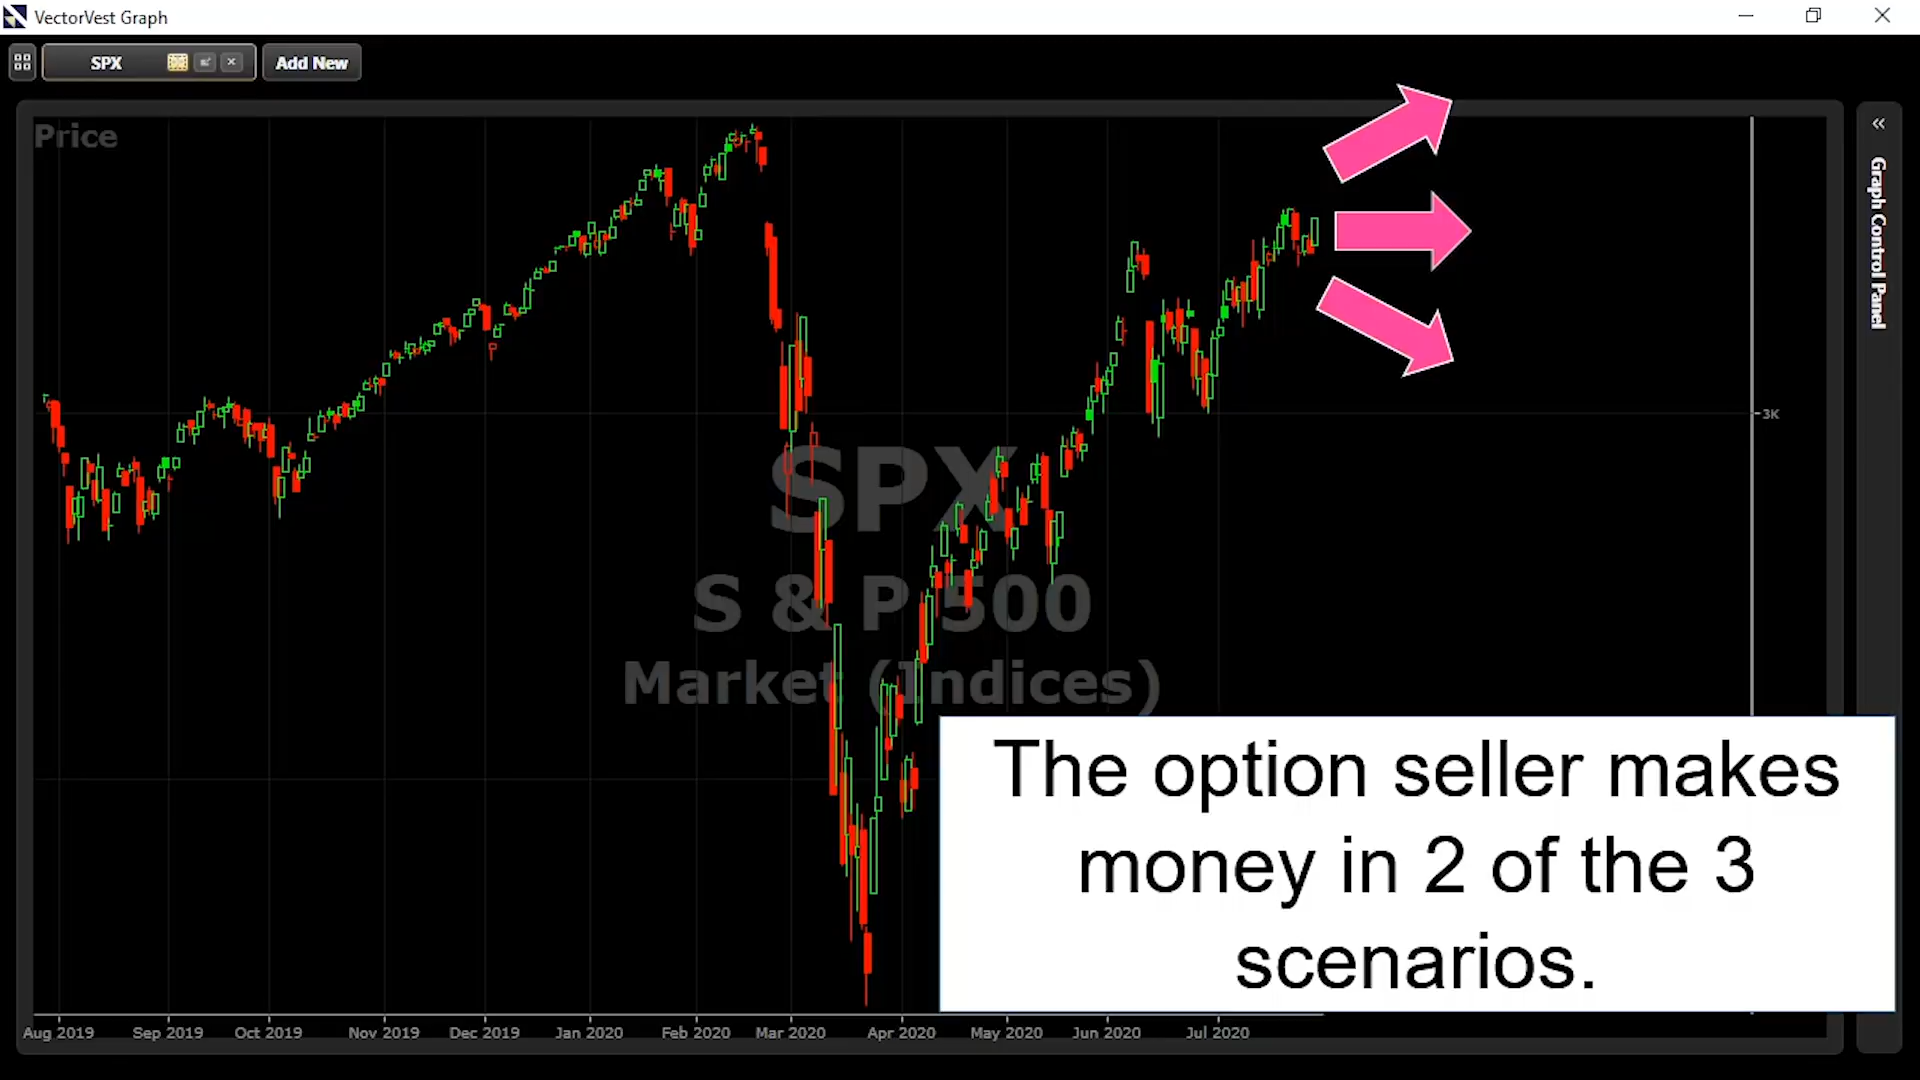 VectorVest Graph
SPX
Add New
Price
Graph Control Panel
3K
SPX
S & P 500
Market (Indices)
The option seller makes
money in 2 of the 3
scenarios.
Aug 2019 Sep 2019 Oct 2019 Nov 2019 Dec 2019 Jan 2020 Feb 2020 Mar 2020 Apr 2020 May 2020 Jun 2020 Jul 2020